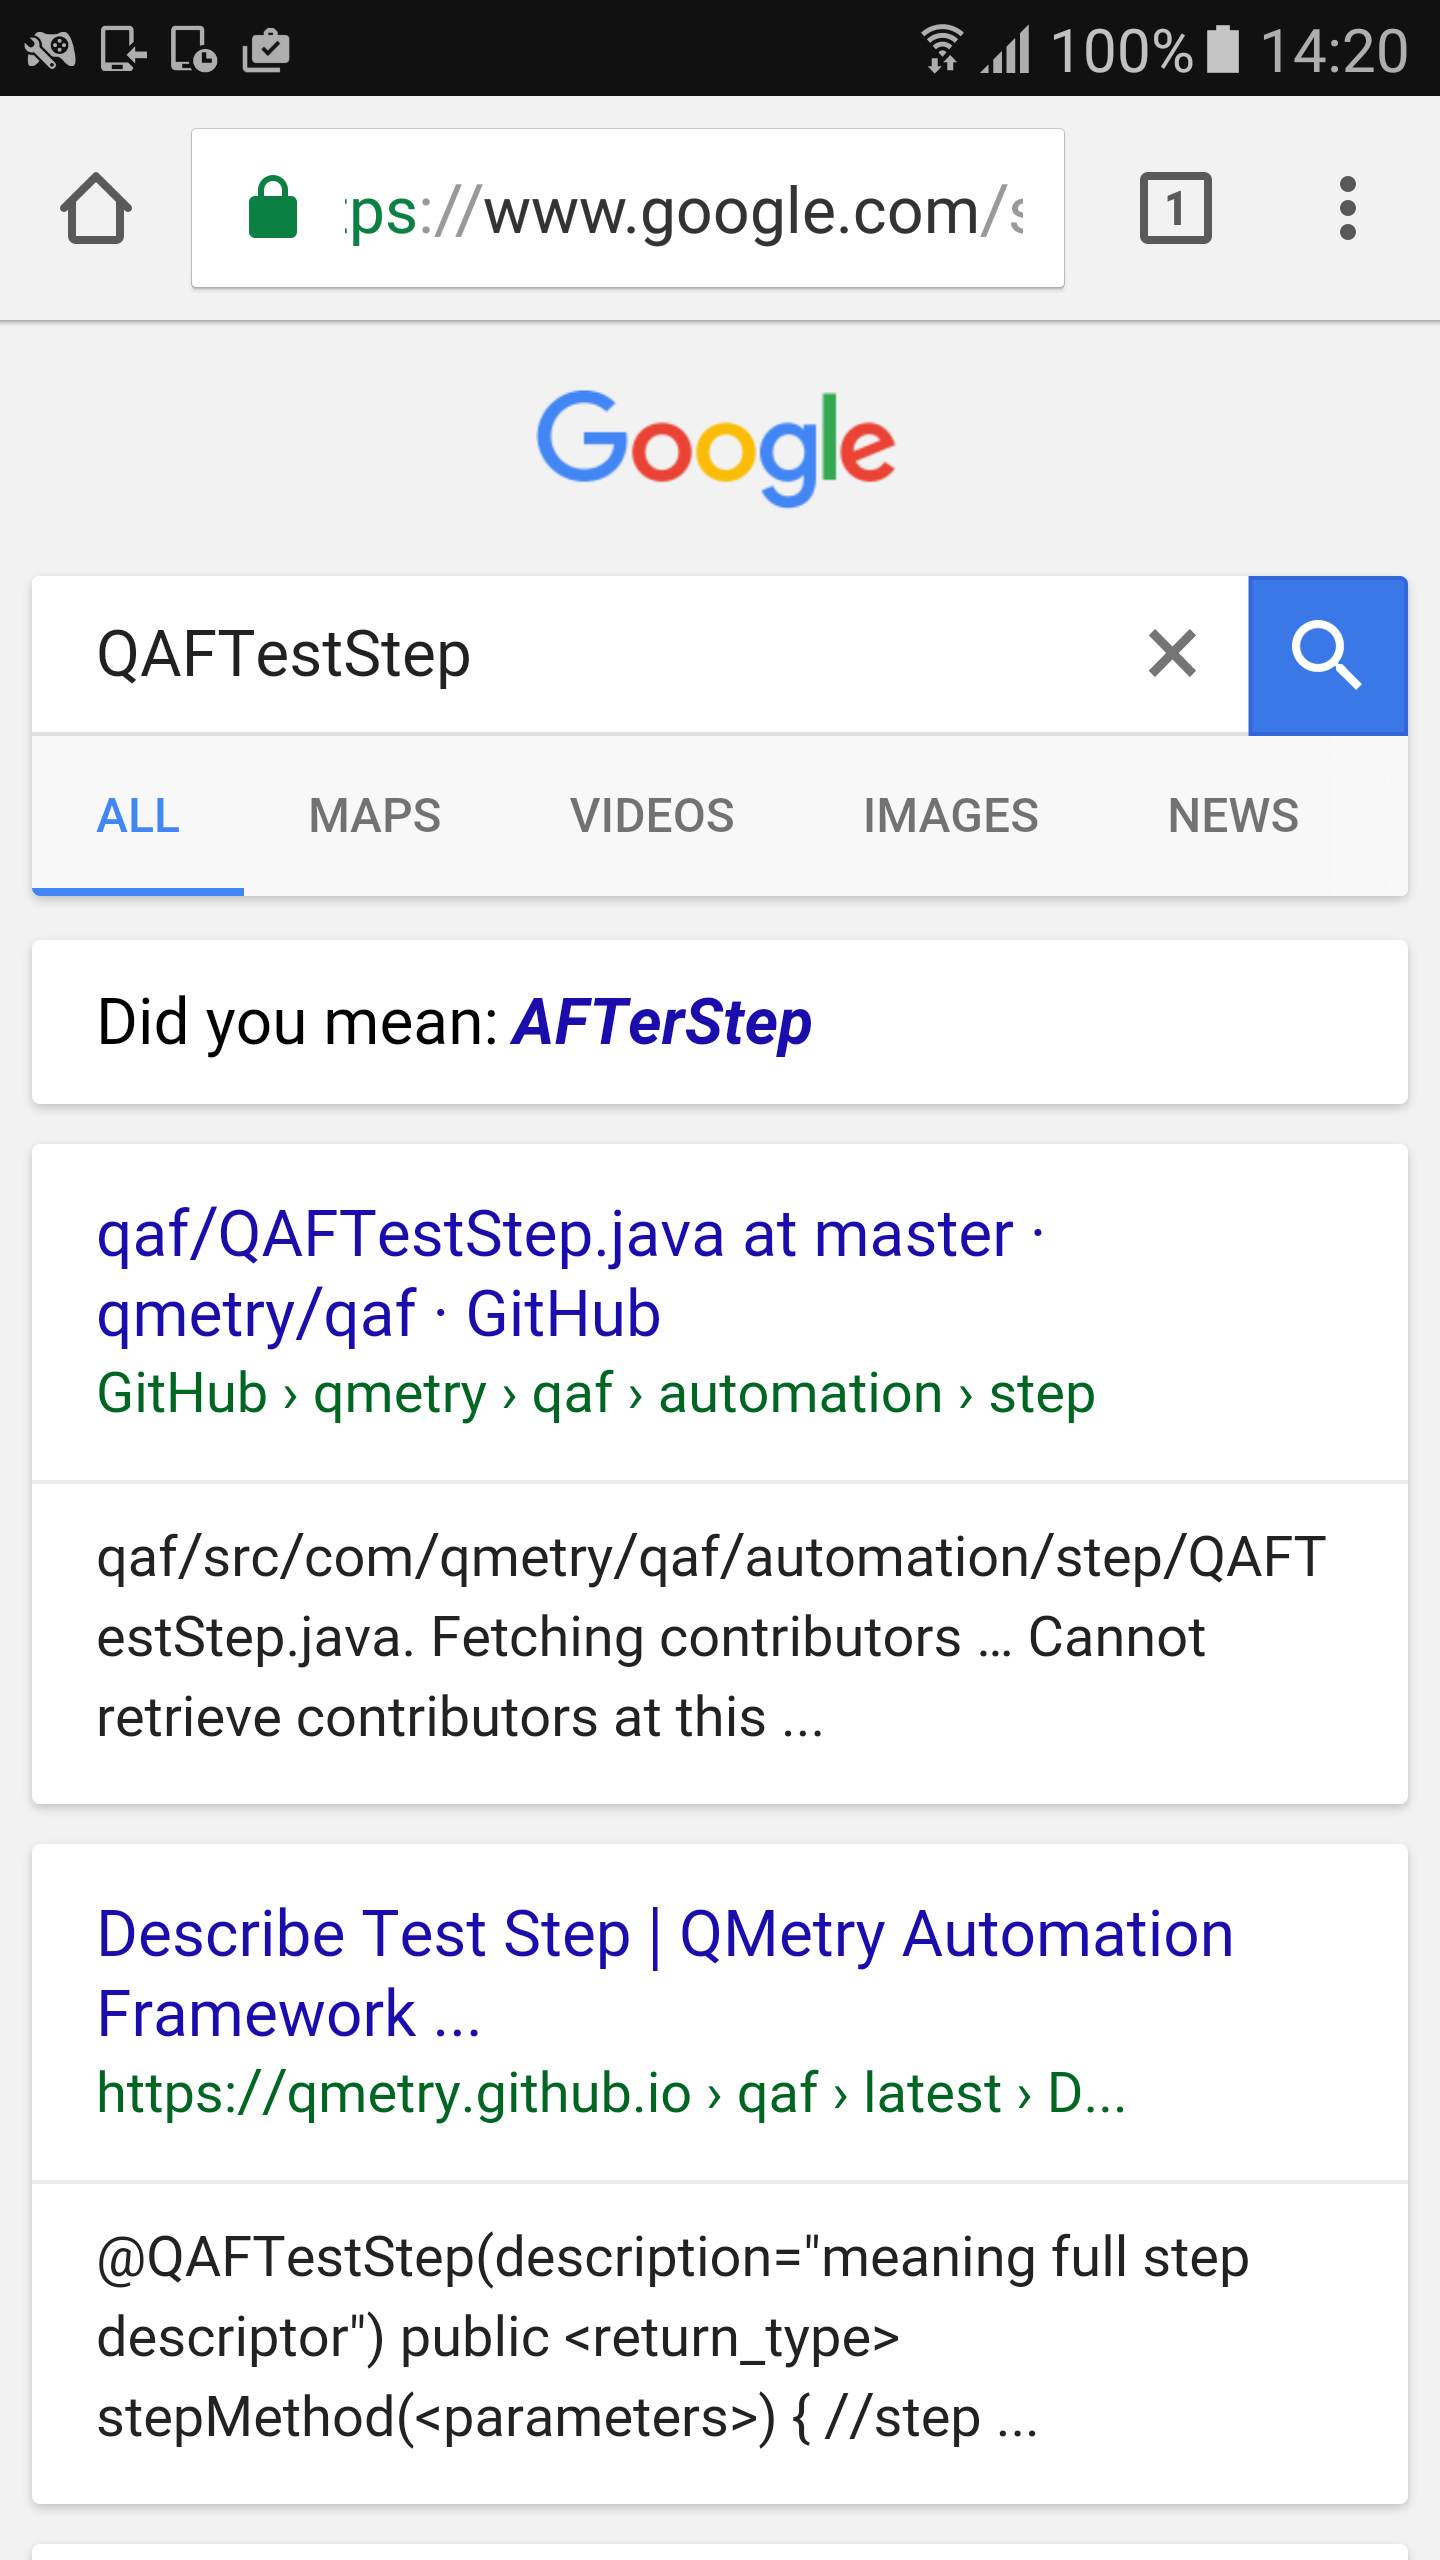 100% 14:20
ps://www.google.com/s
1
Google
QAFTestStep
ALL MAPS VIDEOS IMAGES NEWS
Did you mean: AFTerStep
qaf/QAFTestStep.java at master ·
qmetry/qaf · GitHub
GitHub › qmetry › qaf › automation › step
qaf/src/com/qmetry/qaf/automation/step/QAFT
estStep.java. Fetching contributors ... Cannot
retrieve contributors at this ...
Describe Test Step | QMetry Automation
Framework ...
https://qmetry.github.io › qaf › latest › D...
@QAFTestStep(description="meaning full step
descriptor") public <return_type>
stepMethod(<parameters>) { //step ...